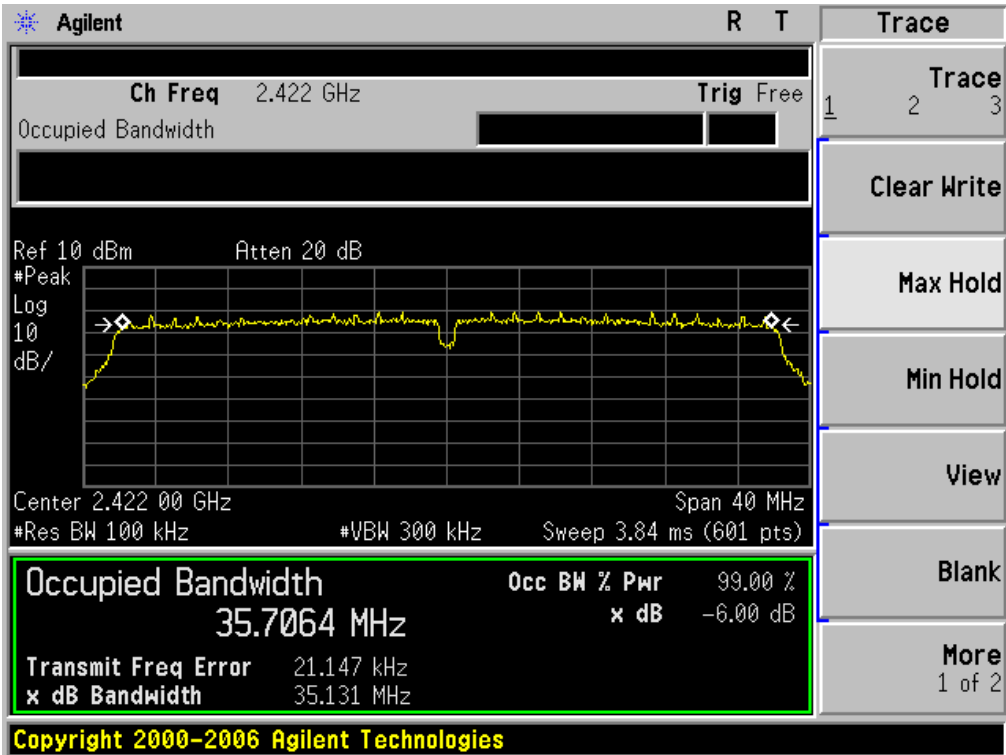 Agilent R T Trace
Ch Freq 2.422 GHz Trig Free
Occupied Bandwidth
Trace
1 2 3
Clear Write
Ref 10 dBm Atten 20 dB
#Peak
Log
10
dB/
Max Hold
Min Hold
View
Center 2.422 00 GHz Span 40 MHz
#Res BW 100 kHz #VBW 300 kHz Sweep 3.84 ms (601 pts)
Occupied Bandwidth Occ BW % Pwr 99.00 %
35.7064 MHz x dB -6.00 dB
Blank
Transmit Freq Error 21.147 kHz
x dB Bandwidth 35.131 MHz
More
1 of 2
Copyright 2000-2006 Agilent Technologies